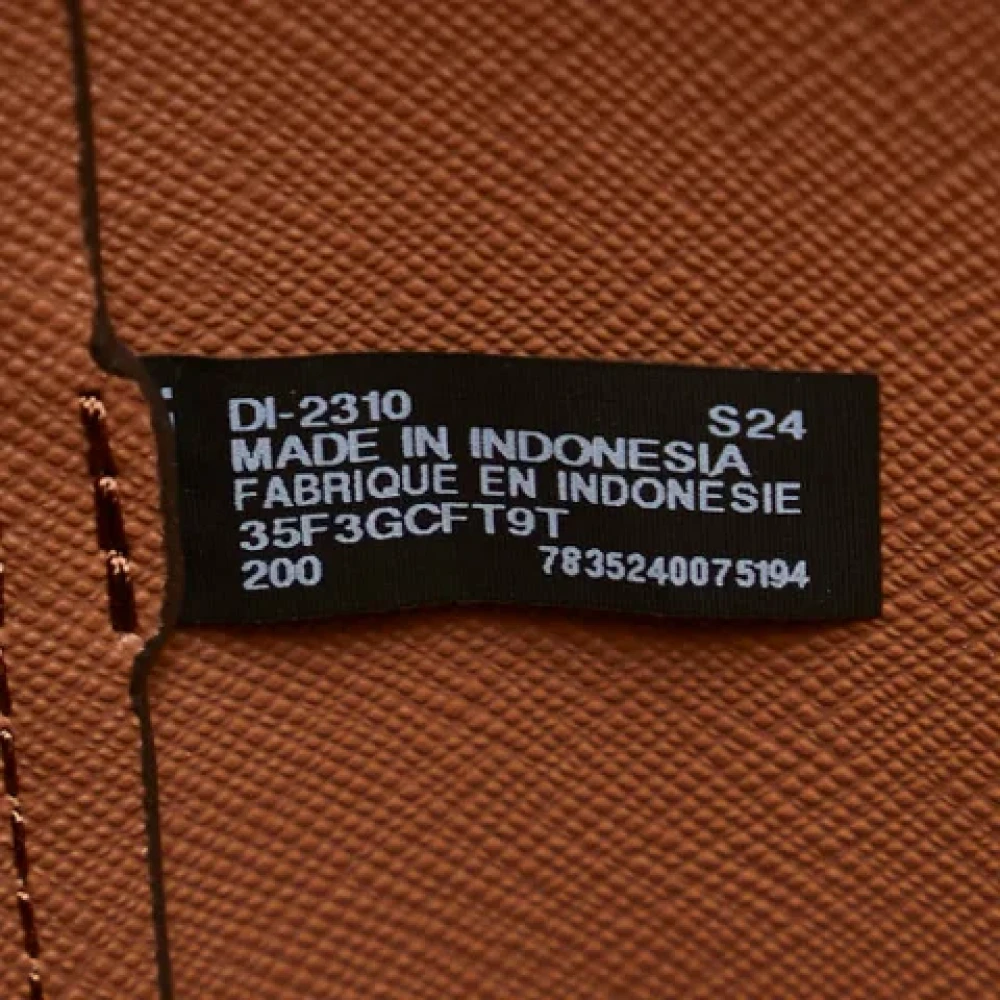 DI-2310 S24
MADE IN INDONESIA
FABRIQUE EN INDONESIE
35F3GCFT9T
200 7835240075194